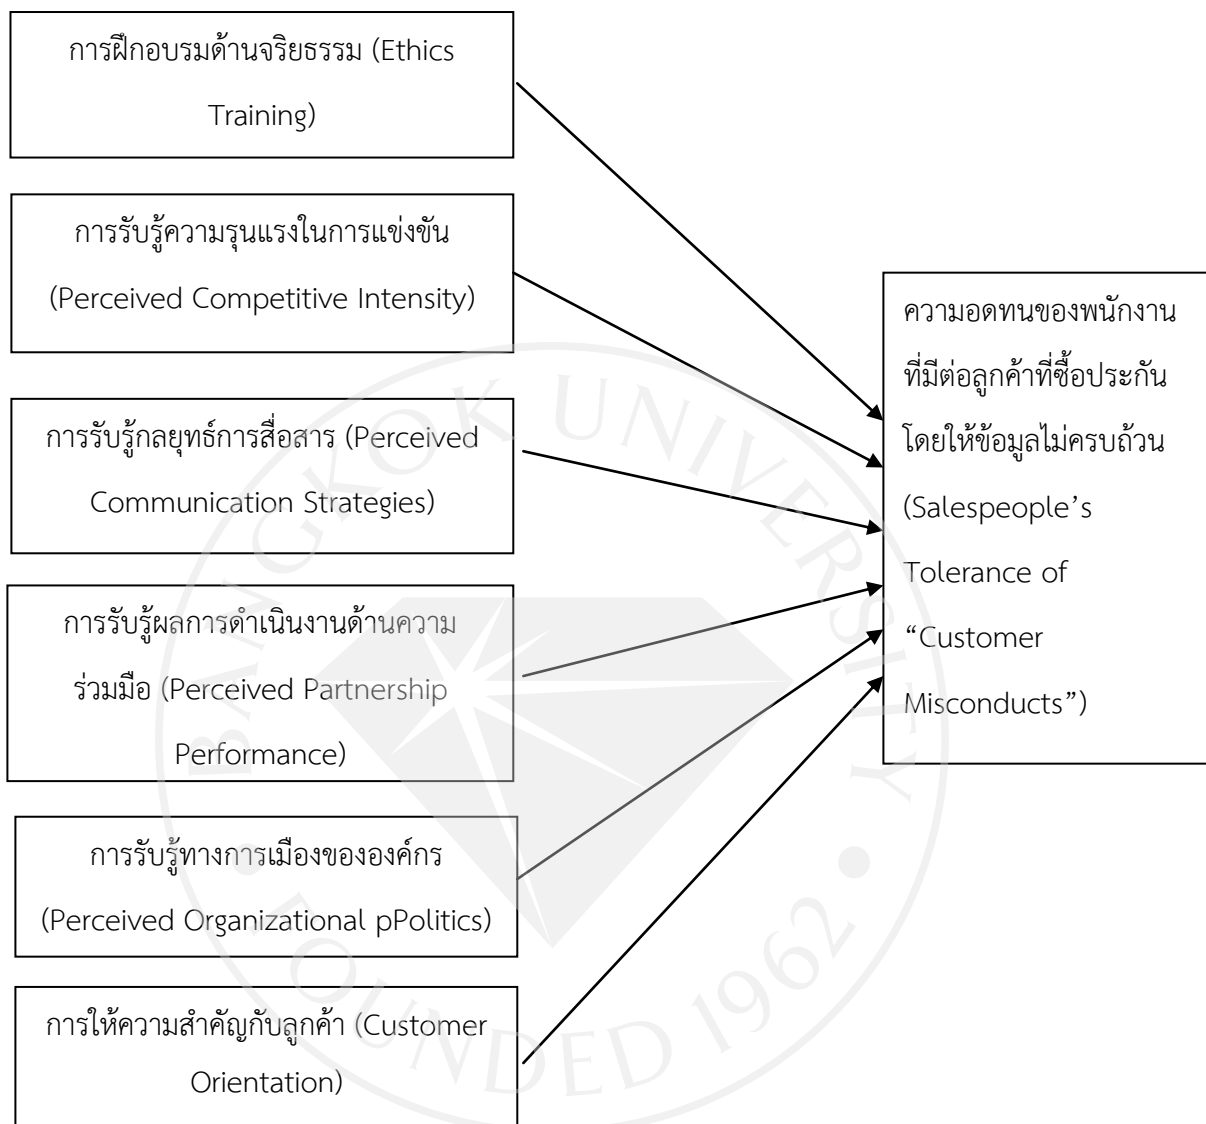 การฝึกอบรมด้านจริยธรรม (Ethics
Training)
การรับรู้ความรุนแรงในการแข่งขัน
(Perceived Competitive Intensity)
การรับรู้กลยุทธ์การสื่อสาร (Perceived
Communication Strategies)
การรับรู้ผลการดำเนินงานด้านความ
ร่วมมือ (Perceived Partnership
Performance)
การรับรู้ทางการเมืองขององค์กร
(Perceived Organizational pPolitics)
การให้ความสำคัญกับลูกค้า (Customer
Orientation)
ความอดทนของพนักงาน
ที่มีต่อลูกค้าที่ซื้อประกัน
โดยให้ข้อมูลไม่ครบถ้วน
(Salespeople’s
Tolerance of
“Customer
Misconducts”)
BANGKOK UNIVERSITY
FOUNDED 1962